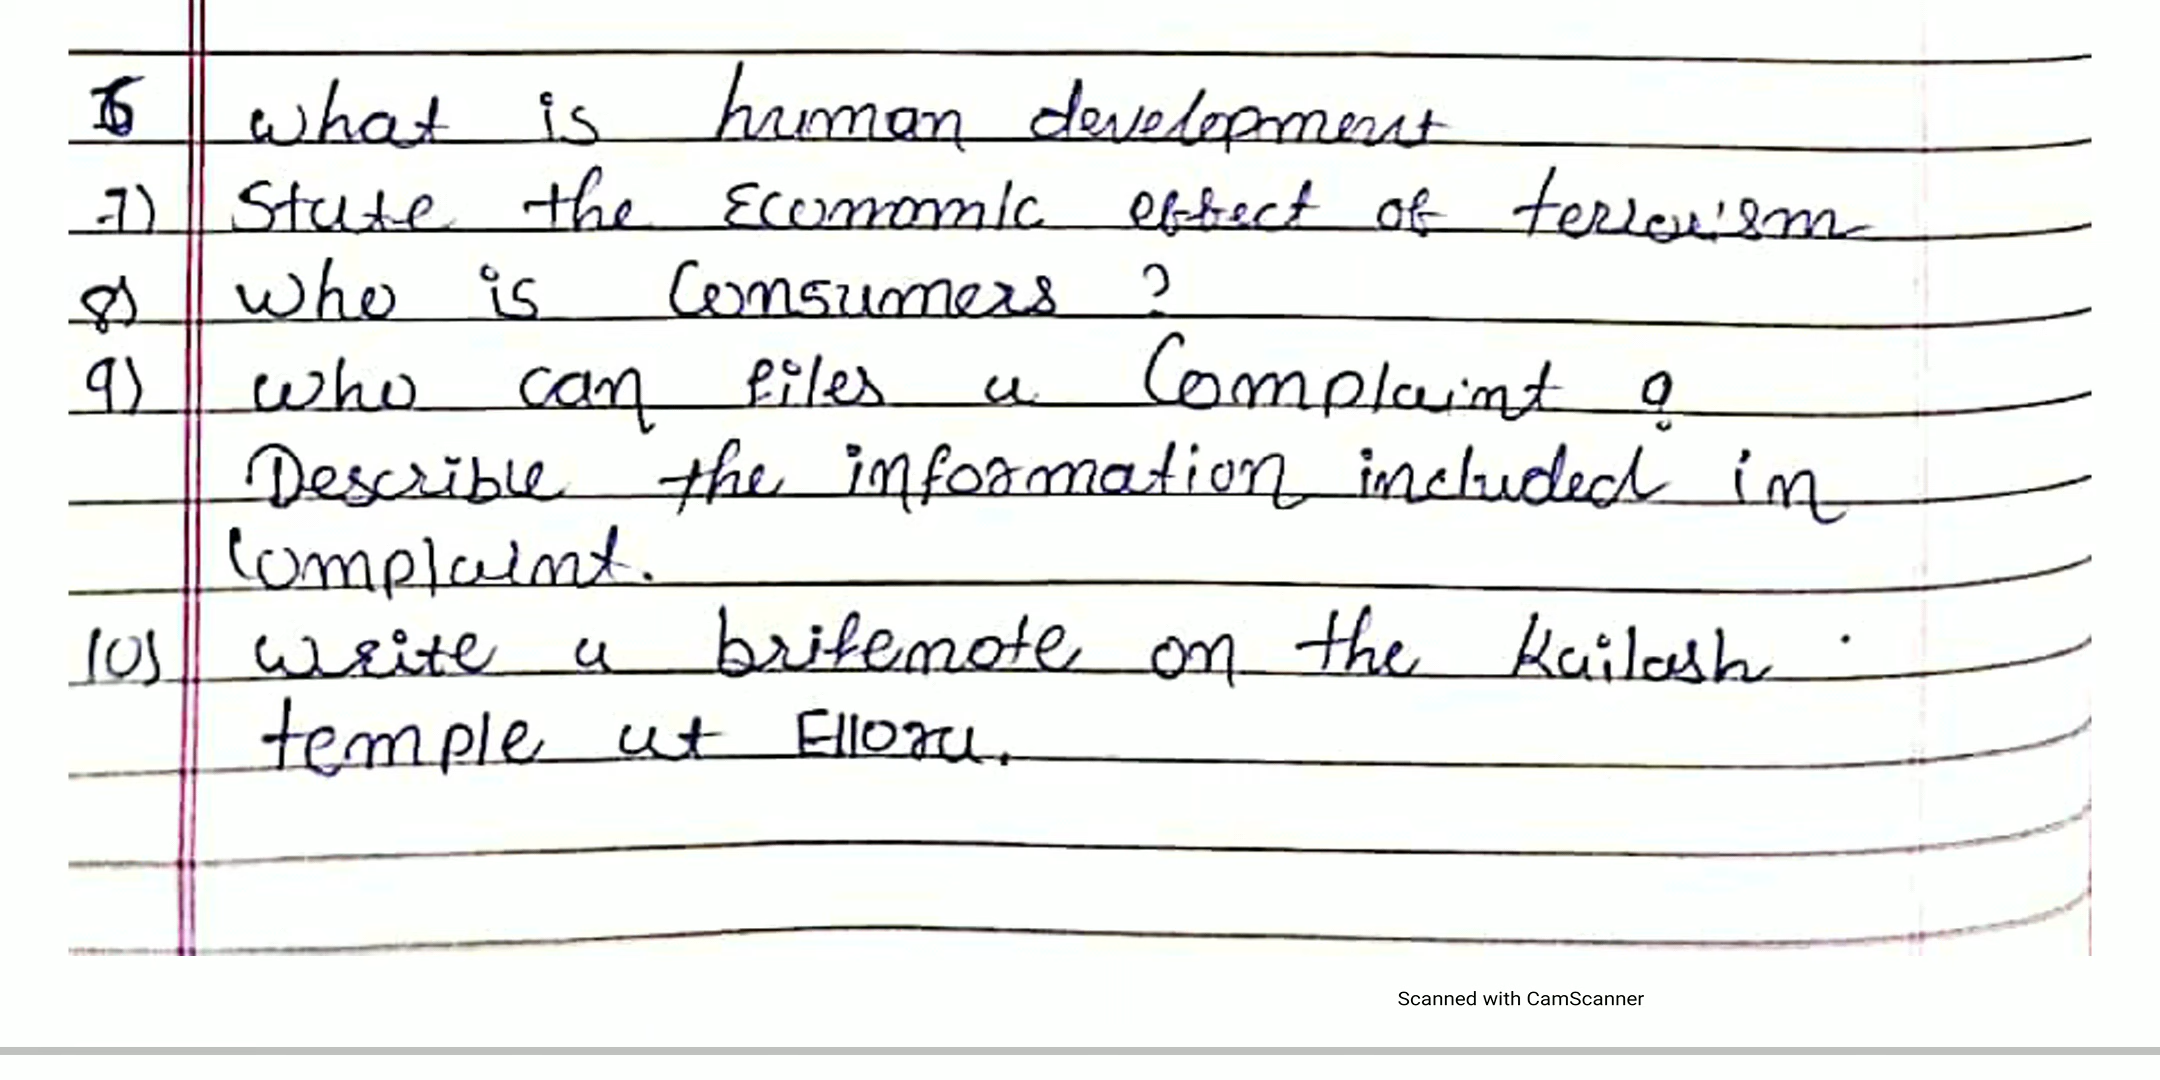 6 what is human development
7) State the Economic effect of terrorism
8) who is Consumers ?
9) who can files a Complaint ?
Describle the information included in
Complaint.
10) write a brifenote on the Kailash
temple at Ellora.
Scanned with CamScanner